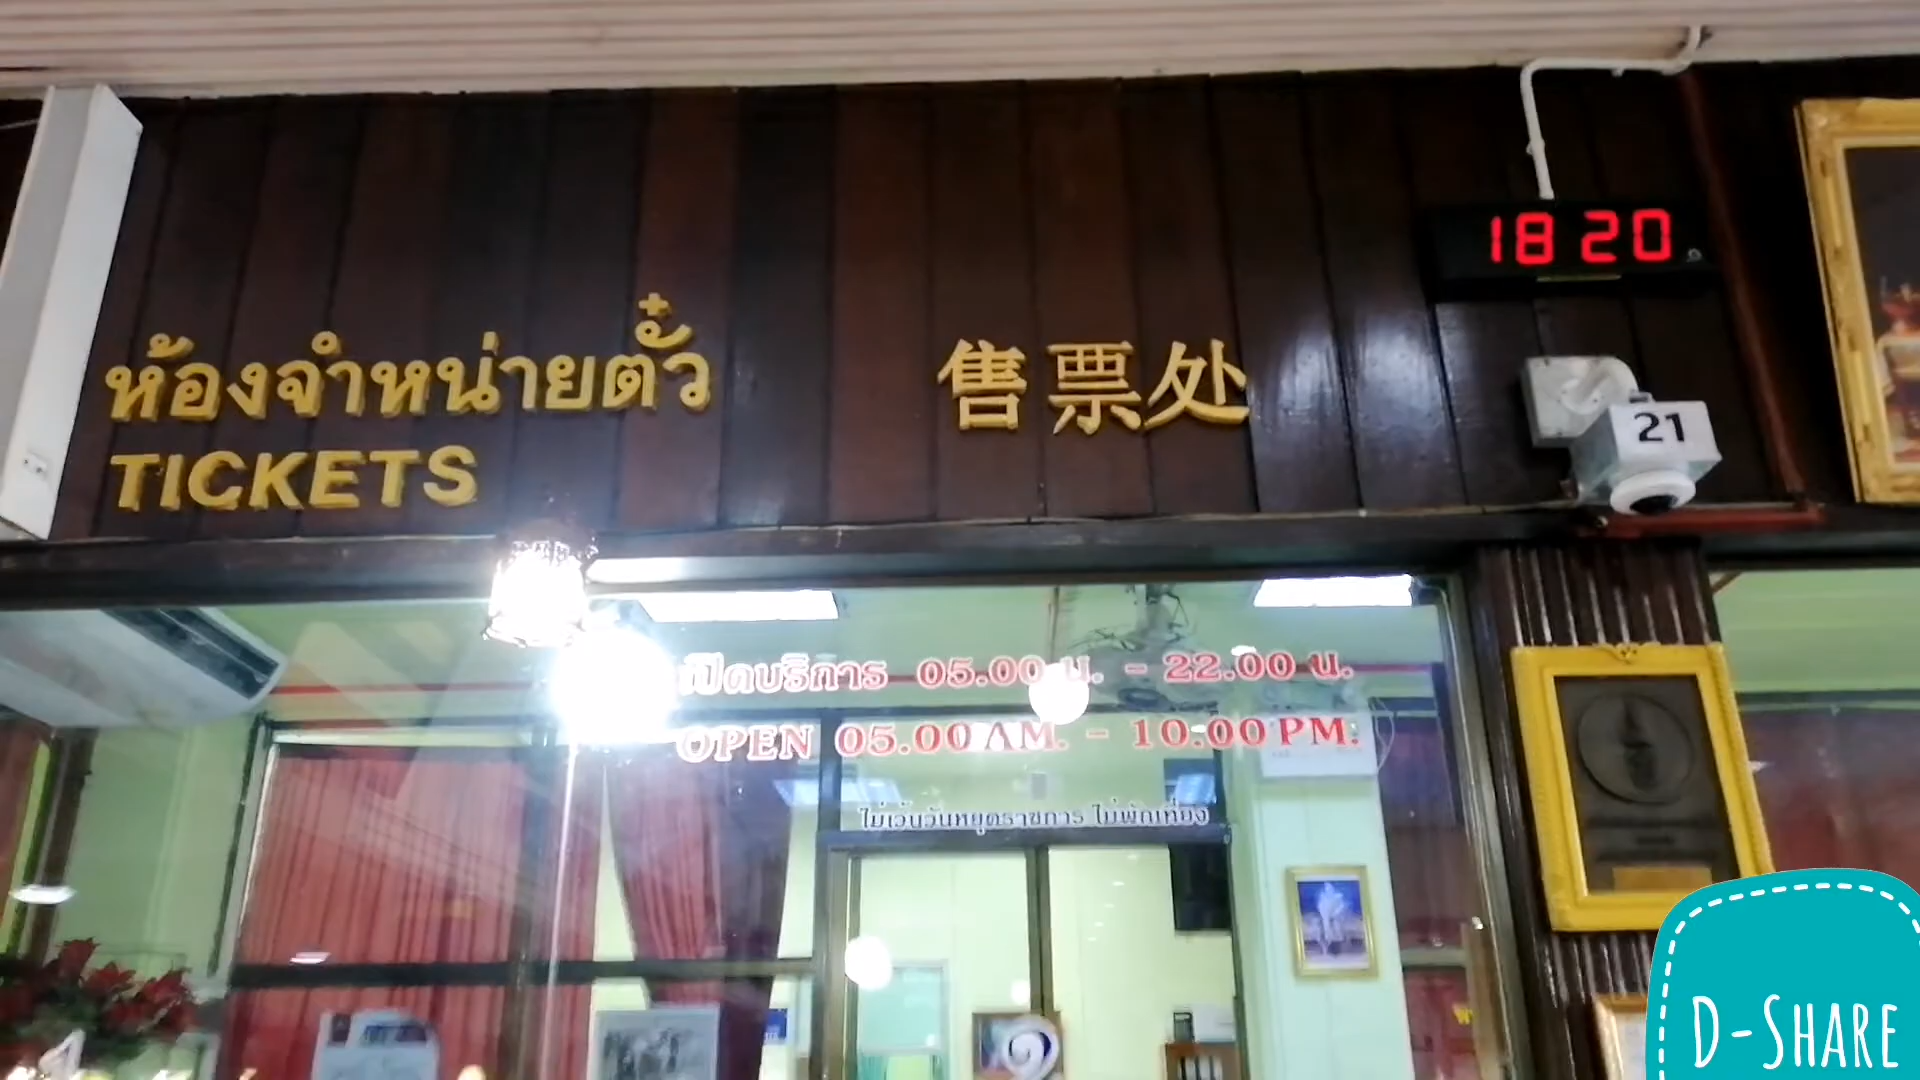 18 20
ห้องจำหน่ายตั๋ว
售票处
TICKETS
21
เปิดบริการ 05.00 น. - 22.00 น.
OPEN 05.00 AM. - 10.00 PM.
ไม่เว้นวันหยุดราชการ ไม่พักเที่ยง
D-SHARE